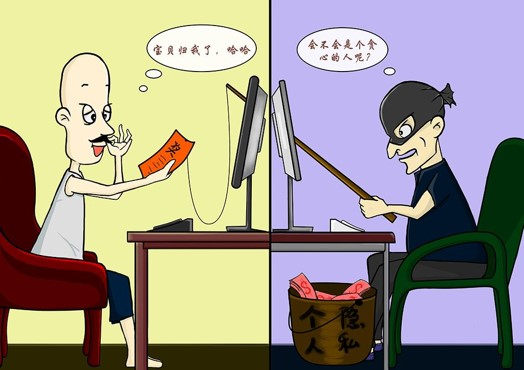 宝贝归我了，哈哈
会不会是个贪
心的人呢？
奖
个 隐
人 私